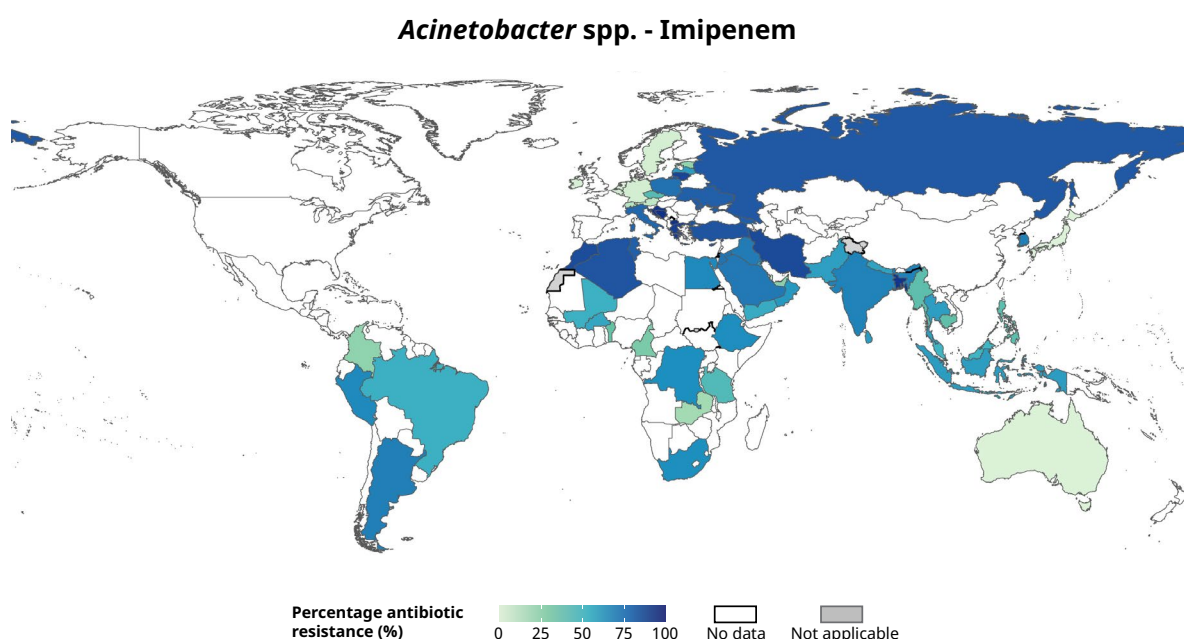 Acinetobacter spp. - Imipenem
Percentage antibiotic
resistance (%)
0 25 50 75 100
No data
Not applicable